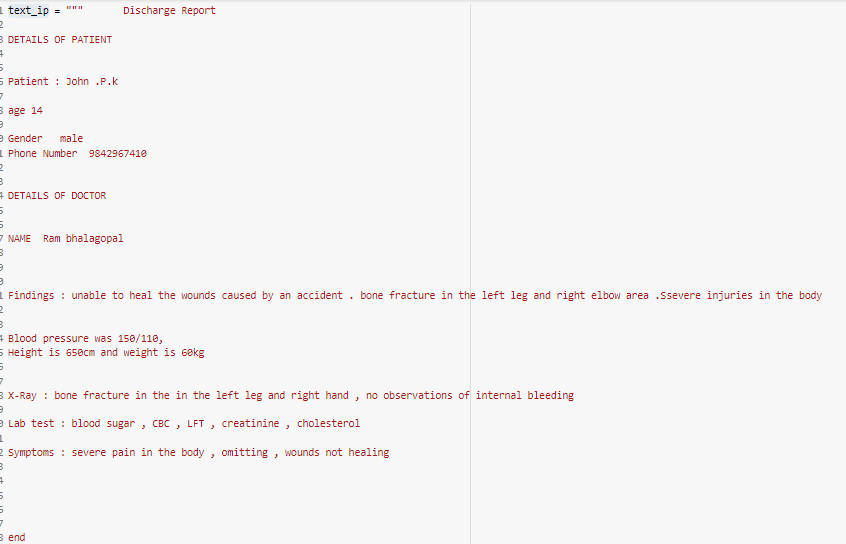 text_ip = """ Discharge Report
DETAILS OF PATIENT
Patient : John .P.k
age 14
Gender male
Phone Number 9842967410
DETAILS OF DOCTOR
NAME Ram bhalagopal
Findings : unable to heal the wounds caused by an accident . bone fracture in the left leg and right elbow area .Ssevere injuries in the body
Blood pressure was 150/110,
Height is 650cm and weight is 60kg
X-Ray : bone fracture in the in the left leg and right hand , no observations of internal bleeding
Lab test : blood sugar , CBC , LFT , creatinine , cholesterol
Symptoms : severe pain in the body , omitting , wounds not healing
end